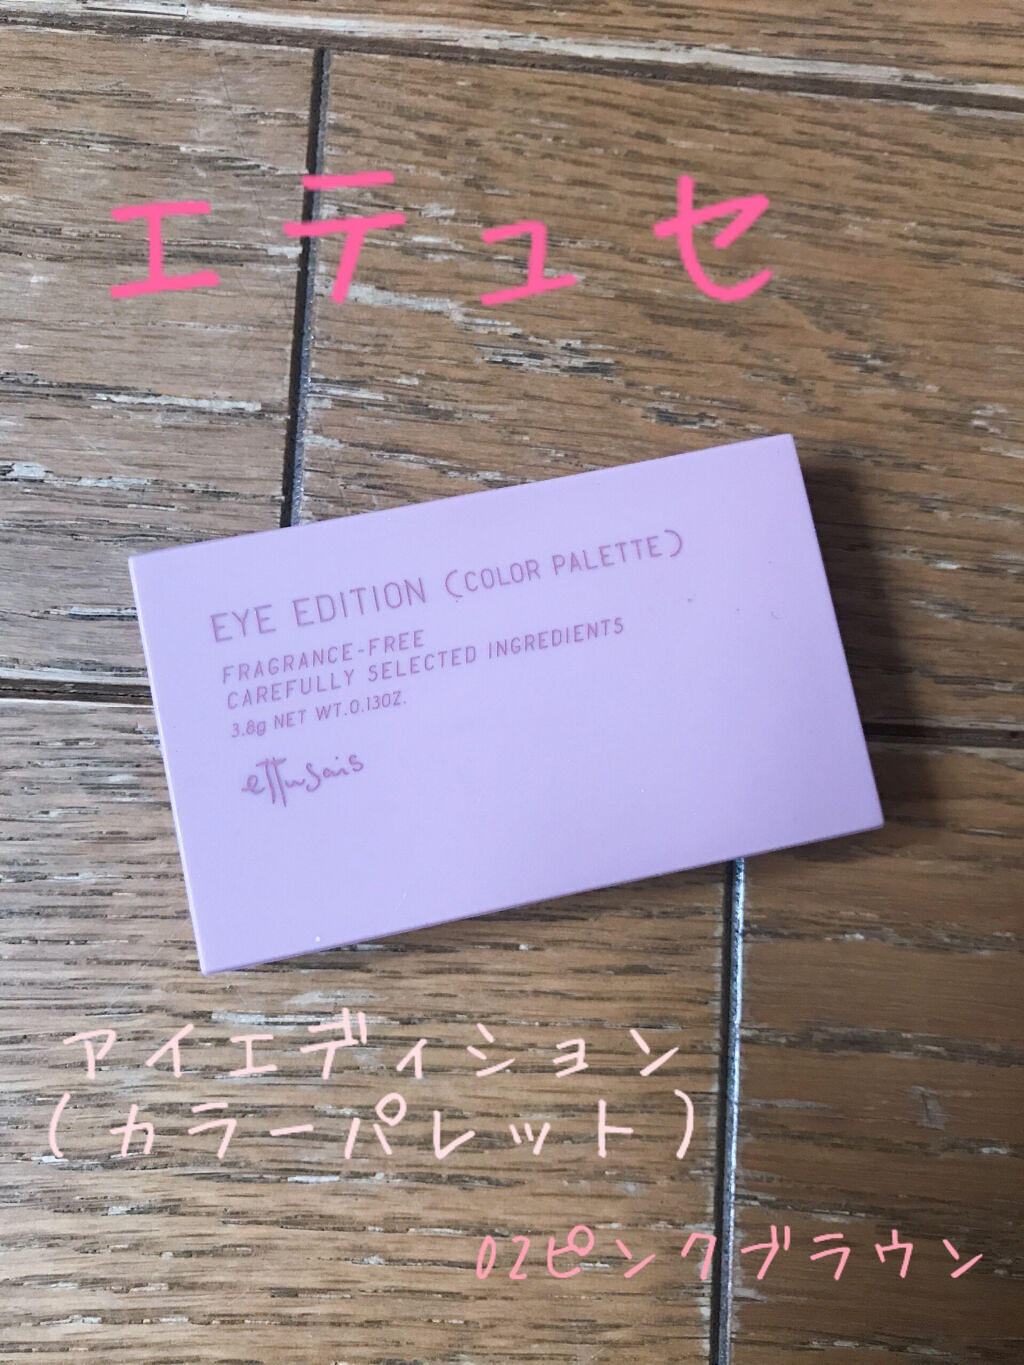 エテュセ
EYE EDITION (COLOR PALETTE)
FRAGRANCE-FREE
CAREFULLY SELECTED INGREDIENTS
3.8g NET WT.0.13OZ.
ettusais
アイエディション
(カラーパレット)
02ピンクブラウン